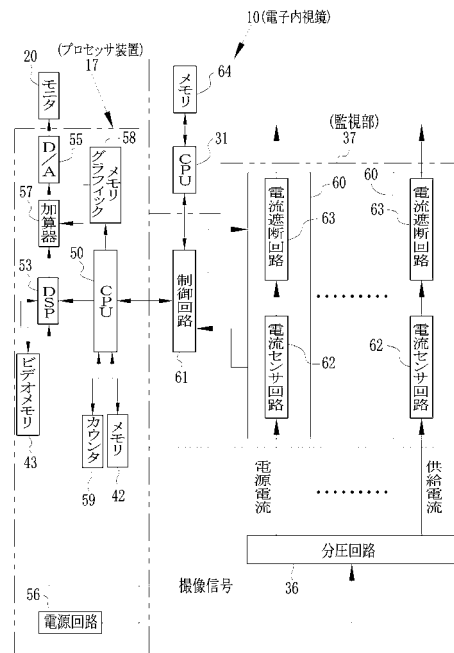 10(電子内視鏡)
(プロセッサ装置)
17
20
モニタ
メモリ
64
D/A
55
58
グラフィック
メモリ
CPU
31
(監視部)
37
57
加算器
60
電流遮断回路
63
60
電流遮断回路
63
53
DSP
50
CPU
制御回路
61
電流センサ回路
62
電流センサ回路
62
ビデオメモリ
43
カウンタ
59
メモリ
42
電源電流
供給電流
分圧回路
36
撮像信号
56
電源回路